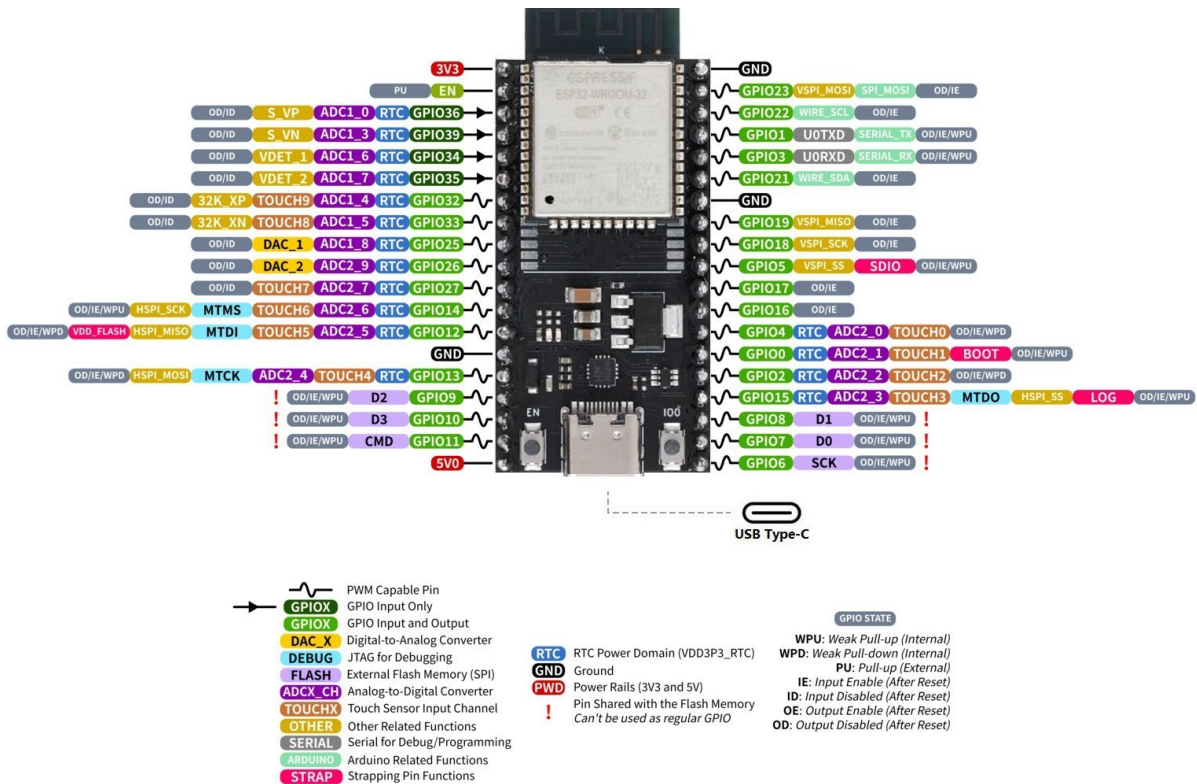 K
ESPRESSIF
ESP32-WROOM-32
3V3
PU EN
OD/ID S_VP ADC1_0 RTC GPIO36
OD/ID S_VN ADC1_3 RTC GPIO39
OD/ID VDET_1 ADC1_6 RTC GPIO34
OD/ID VDET_2 ADC1_7 RTC GPIO35
OD/ID 32K_XP TOUCH9 ADC1_4 RTC GPIO32
OD/ID 32K_XN TOUCH8 ADC1_5 RTC GPIO33
OD/ID DAC_1 ADC1_8 RTC GPIO25
OD/ID DAC_2 ADC2_9 RTC GPIO26
OD/ID TOUCH7 ADC2_7 RTC GPIO27
OD/IE/WPU HSPI_SCK MTMS TOUCH6 ADC2_6 RTC GPIO14
OD/IE/WPD VDD_FLASH HSPI_MISO MTDI TOUCH5 ADC2_5 RTC GPIO12
GND
OD/IE/WPD HSPI_MOSI MTCK ADC2_4 TOUCH4 RTC GPIO13
! OD/IE/WPU D2 GPIO9
! OD/IE/WPU D3 GPIO10
! OD/IE/WPU CMD GPIO11
5V0
EN
IO0
GND
GPIO23 VSPI_MOSI SPI_MOSI OD/IE
GPIO22 WIRE_SCL OD/IE
GPIO1 U0TXD SERIAL_TX OD/IE/WPU
GPIO3 U0RXD SERIAL_RX OD/IE/WPU
GPIO21 WIRE_SDA OD/IE
GND
GPIO19 VSPI_MISO OD/IE
GPIO18 VSPI_SCK OD/IE
GPIO5 VSPI_SS SDIO OD/IE/WPU
GPIO17 OD/IE
GPIO16 OD/IE
GPIO4 RTC ADC2_0 TOUCH0 OD/IE/WPD
GPIO0 RTC ADC2_1 TOUCH1 BOOT OD/IE/WPU
GPIO2 RTC ADC2_2 TOUCH2 OD/IE/WPD
GPIO15 RTC ADC2_3 TOUCH3 MTDO HSPI_SS LOG OD/IE/WPU
GPIO8 D1 OD/IE/WPU !
GPIO7 D0 OD/IE/WPU !
GPIO6 SCK OD/IE/WPU !
USB Type-C
PWM Capable Pin
GPIOX GPIO Input Only
GPIOX GPIO Input and Output
DAC_X Digital-to-Analog Converter
DEBUG JTAG for Debugging
FLASH External Flash Memory (SPI)
ADCX_CH Analog-to-Digital Converter
TOUCHX Touch Sensor Input Channel
OTHER Other Related Functions
SERIAL Serial for Debug/Programming
ARDUINO Arduino Related Functions
STRAP Strapping Pin Functions
RTC RTC Power Domain (VDD3P3_RTC)
GND Ground
PWD Power Rails (3V3 and 5V)
! Pin Shared with the Flash Memory
Can't be used as regular GPIO
GPIO STATE
WPU: Weak Pull-up (Internal)
WPD: Weak Pull-down (Internal)
PU: Pull-up (External)
IE: Input Enable (After Reset)
ID: Input Disabled (After Reset)
OE: Output Enable (After Reset)
OD: Output Disabled (After Reset)